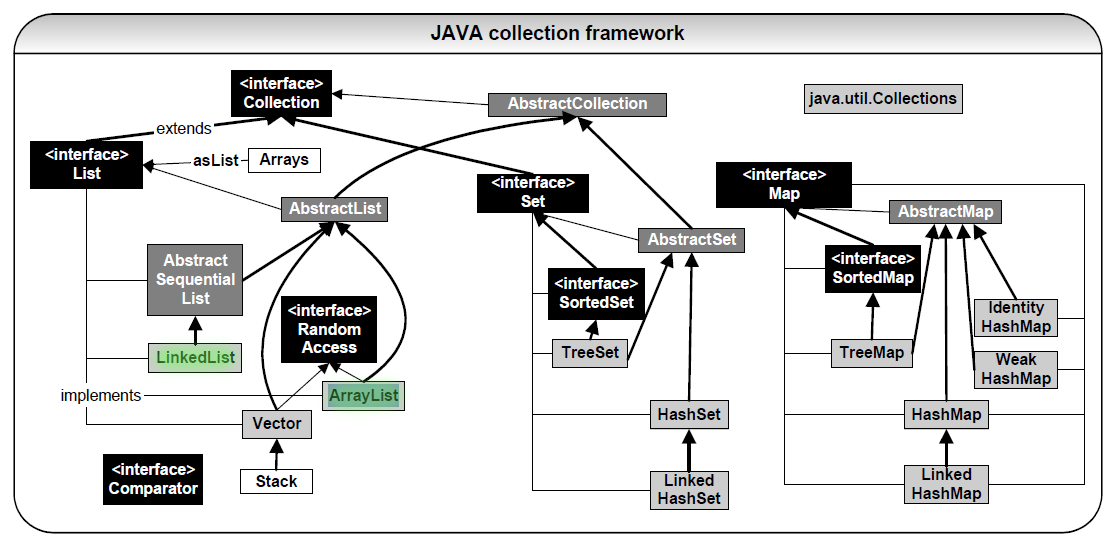 JAVA collection framework
<interface>
Collection
AbstractCollection
java.util.Collections
extends
<interface>
List
asList
Arrays
<interface>
Set
<interface>
Map
AbstractList
AbstractSet
AbstractMap
Abstract
Sequential
List
<interface>
SortedSet
<interface>
SortedMap
<interface>
Random
Access
Identity
HashMap
LinkedList
TreeSet
TreeMap
Weak
HashMap
implements
ArrayList
Vector
HashSet
HashMap
<interface>
Comparator
Stack
Linked
HashSet
Linked
HashMap